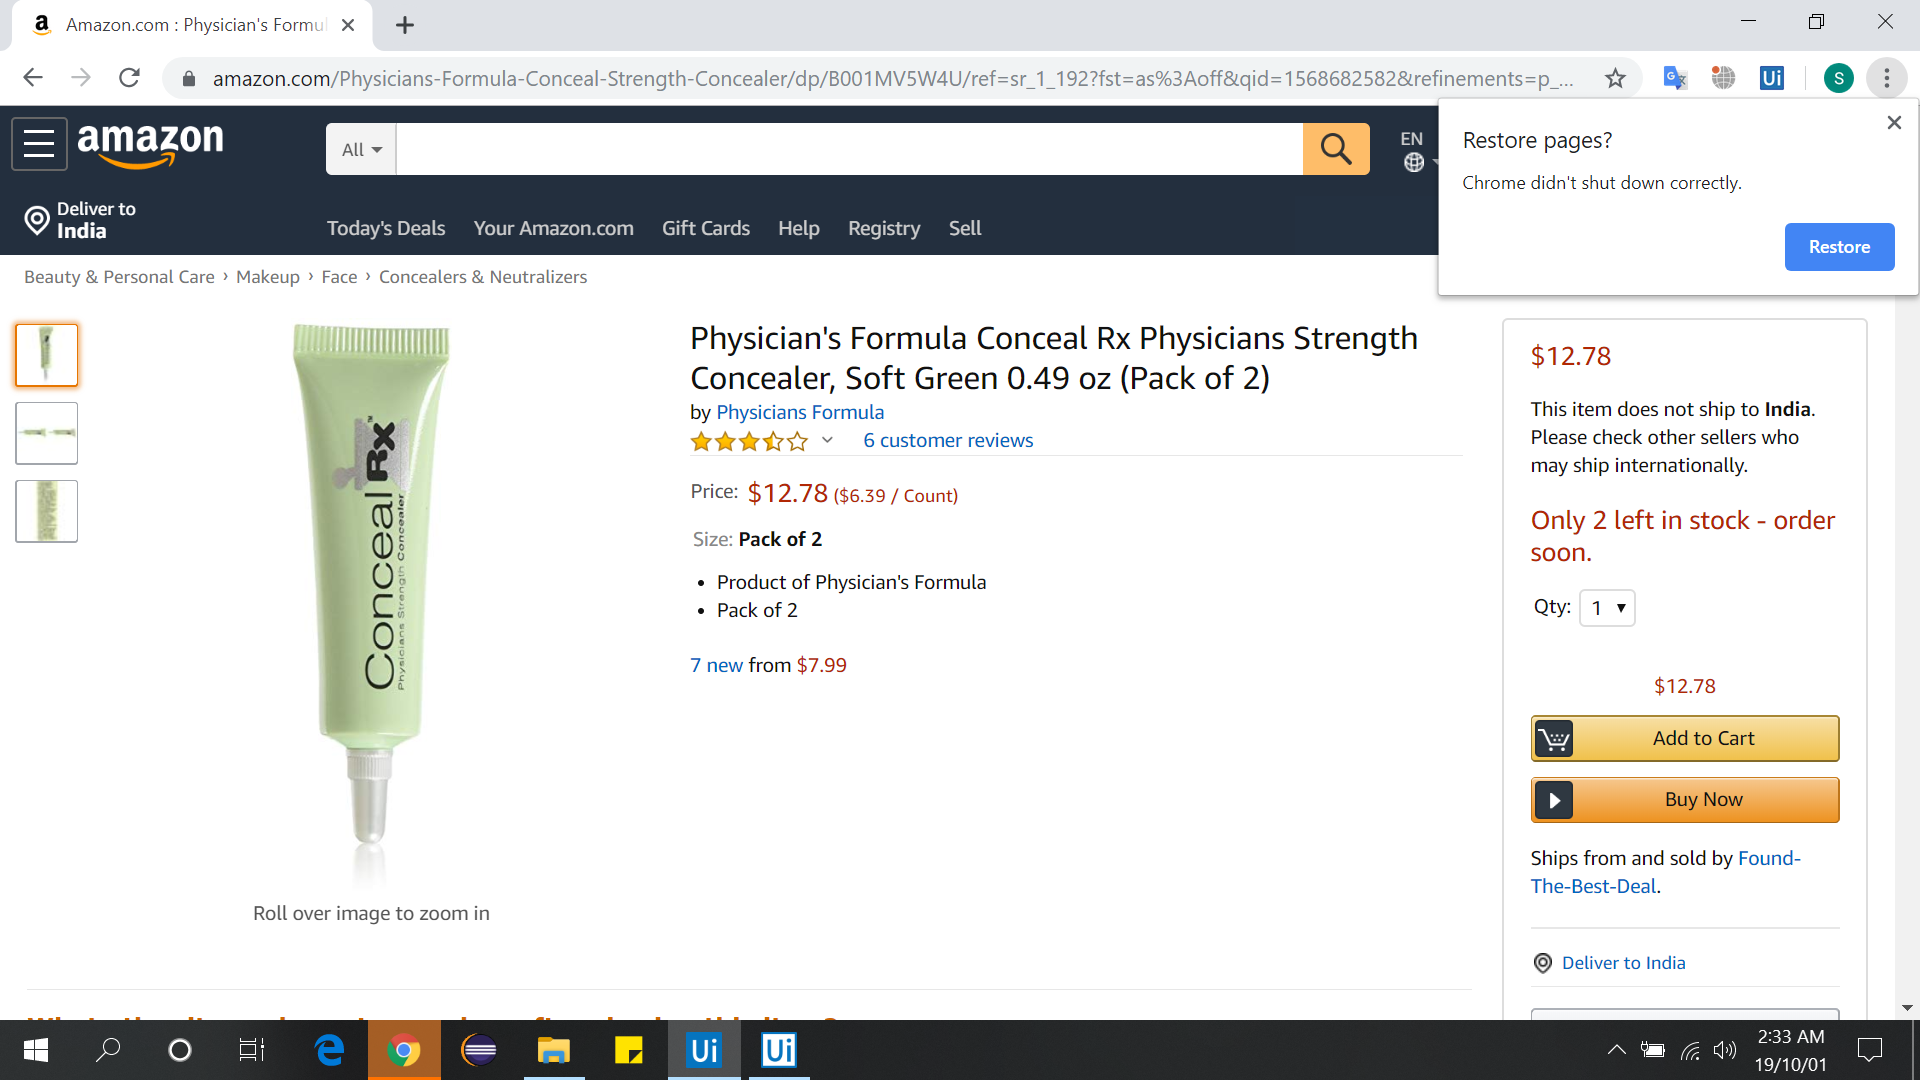 Amazon.com : Physician's Formu
amazon.com/Physicians-Formula-Conceal-Strength-Concealer/dp/B001MV5W4U/ref=sr_1_192?fst=as%3Aoff&qid=1568682582&refinements=p_...
S
Restore pages?
Chrome didn't shut down correctly.
Restore
amazon
All
EN
Deliver to
India
Today's Deals Your Amazon.com Gift Cards Help Registry Sell
Beauty & Personal Care › Makeup › Face › Concealers & Neutralizers
Conceal Rx™
Physicians Strength Concealer
Roll over image to zoom in
Physician's Formula Conceal Rx Physicians Strength
Concealer, Soft Green 0.49 oz (Pack of 2)
by Physicians Formula
6 customer reviews
Price: $12.78 ($6.39 / Count)
Size: Pack of 2
• Product of Physician's Formula
• Pack of 2
7 new from $7.99
$12.78
This item does not ship to India.
Please check other sellers who
may ship internationally.
Only 2 left in stock - order
soon.
Qty: 1
$12.78
Add to Cart
Buy Now
Ships from and sold by Found-
The-Best-Deal.
Deliver to India
Ui
Ui
Ui
2:33 AM
19/10/01